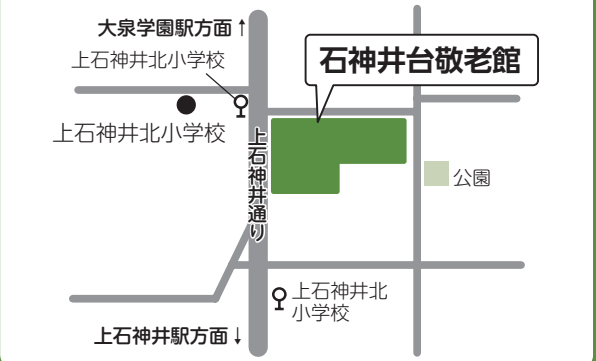 大泉学園駅方面↑
上石神井北小学校
石神井台敬老館
上石神井北小学校
上石神井通り
公園
上石神井北
小学校
上石神井駅方面↓